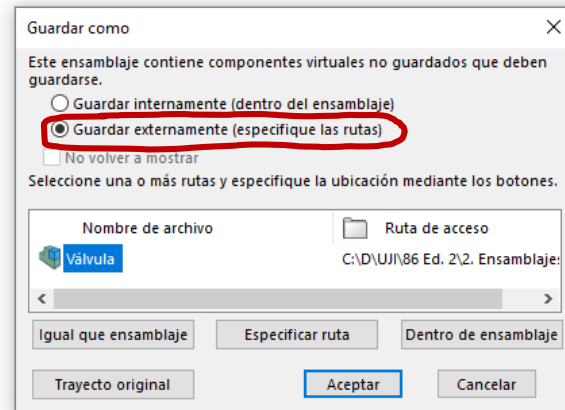 Guardar como
Este ensamblaje contiene componentes virtuales no guardados que deben
guardarse.
Guardar internamente (dentro del ensamblaje)
Guardar externamente (especifique las rutas)
No volver a mostrar
Seleccione una o más rutas y especifique la ubicación mediante los botones.
Nombre de archivo Ruta de acceso
Válvula C:\D\UJI\86 Ed. 2\2. Ensamblajes
Igual que ensamblaje Especificar ruta Dentro de ensamblaje
Trayecto original Aceptar Cancelar